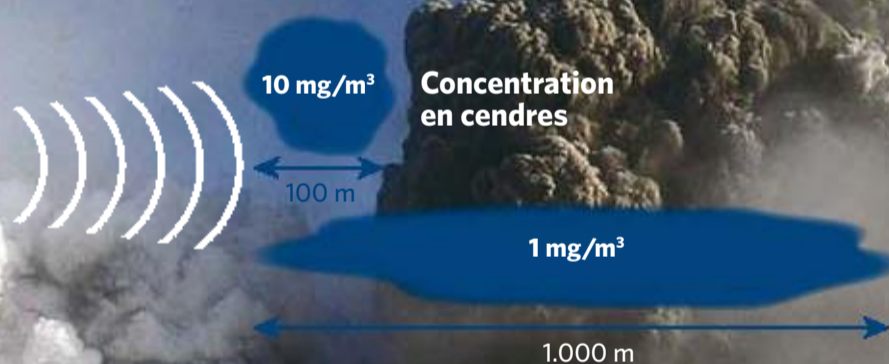 10 mg/m³
Concentration
en cendres
100 m
1 mg/m³
1.000 m